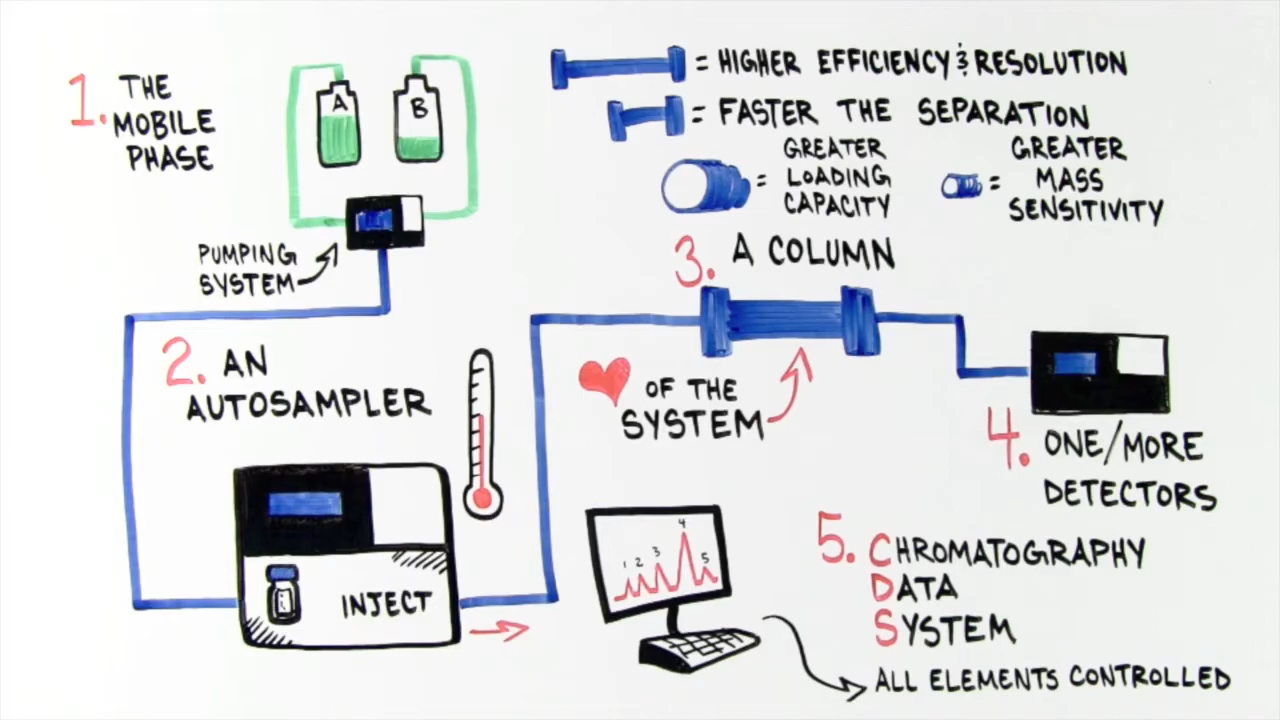 1. THE
MOBILE
PHASE
A
B
PUMPING
SYSTEM
= HIGHER EFFICIENCY & RESOLUTION
= FASTER THE SEPARATION
= GREATER
LOADING
CAPACITY
= GREATER
MASS
SENSITIVITY
2. AN
AUTOSAMPLER
INJECT
3. A COLUMN
OF THE
SYSTEM
4. ONE/MORE
DETECTORS
1 2 3 4 5
5. CHROMATOGRAPHY
DATA
SYSTEM
ALL ELEMENTS CONTROLLED